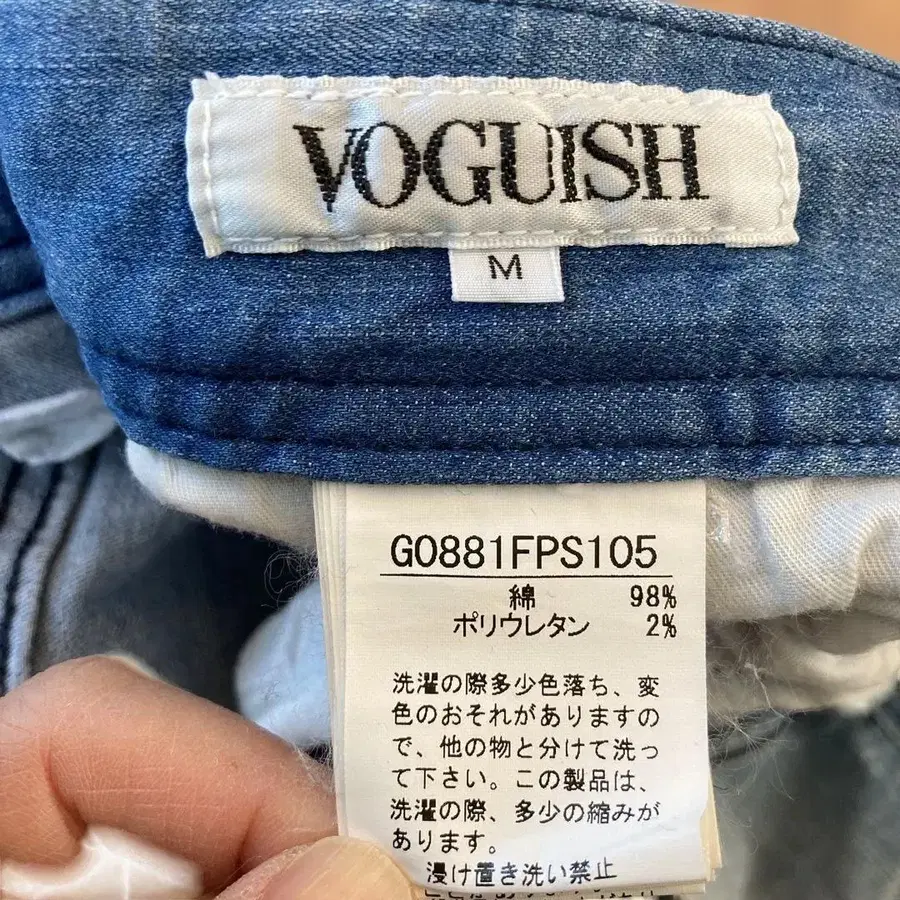 VOGUISH
M
G0881FPS105
綿 98%
ポリウレタン 2%
洗濯の際多少色落ち、変
色のおそれがありますの
で、他の物と分けて洗っ
て下さい。この製品は、
洗濯の際、多少の縮みが
あります。
浸け置き洗い禁止